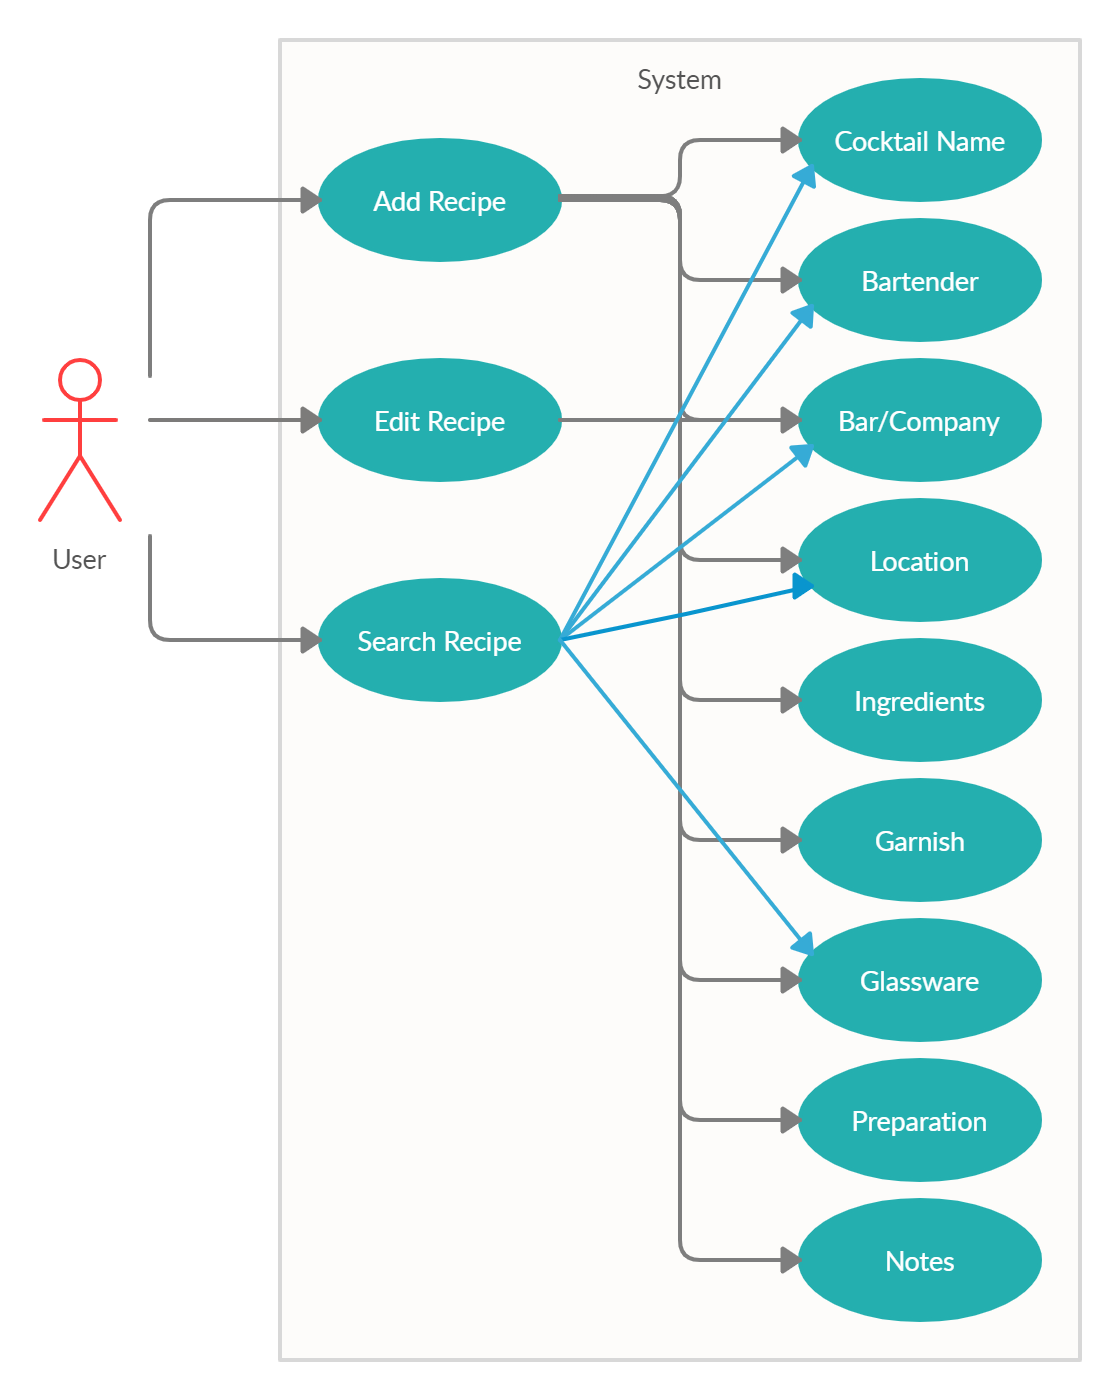 System
Add Recipe
Edit Recipe
Search Recipe
User
Cocktail Name
Bartender
Bar/Company
Location
Ingredients
Garnish
Glassware
Preparation
Notes